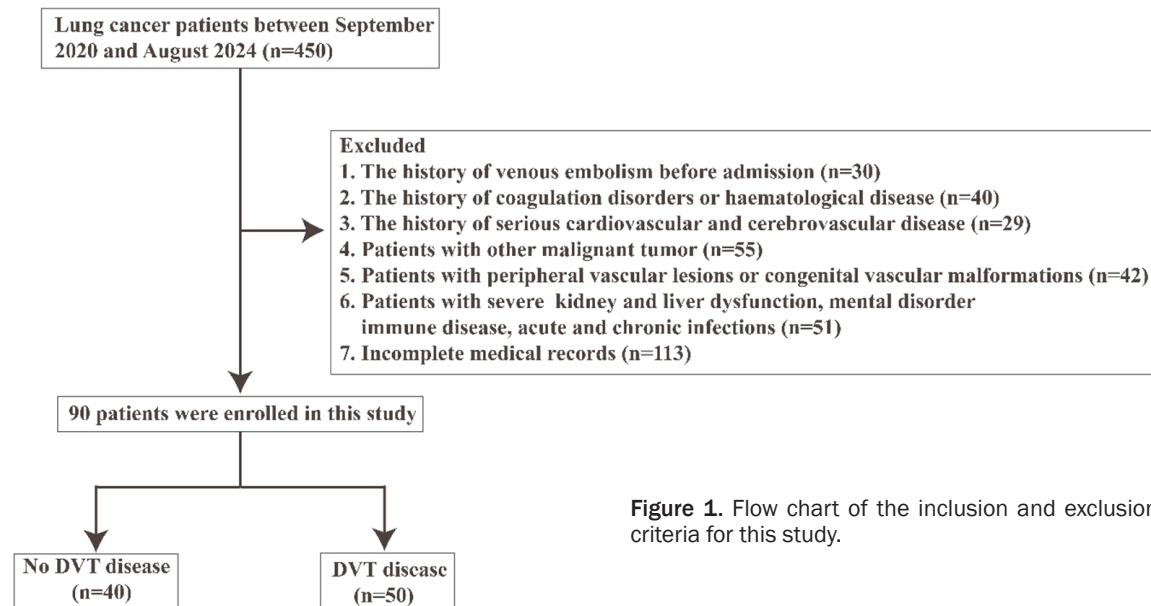 Lung cancer patients between September
2020 and August 2024 (n=450)
Excluded
1. The history of venous embolism before admission (n=30)
2. The history of coagulation disorders or haematological disease (n=40)
3. The history of serious cardiovascular and cerebrovascular disease (n=29)
4. Patients with other malignant tumor (n=55)
5. Patients with peripheral vascular lesions or congenital vascular malformations (n=42)
6. Patients with severe kidney and liver dysfunction, mental disorder
immune disease, acute and chronic infections (n=51)
7. Incomplete medical records (n=113)
90 patients were enrolled in this study
No DVT disease
(n=40)
DVT disease
(n=50)
Figure 1. Flow chart of the inclusion and exclusion
criteria for this study.